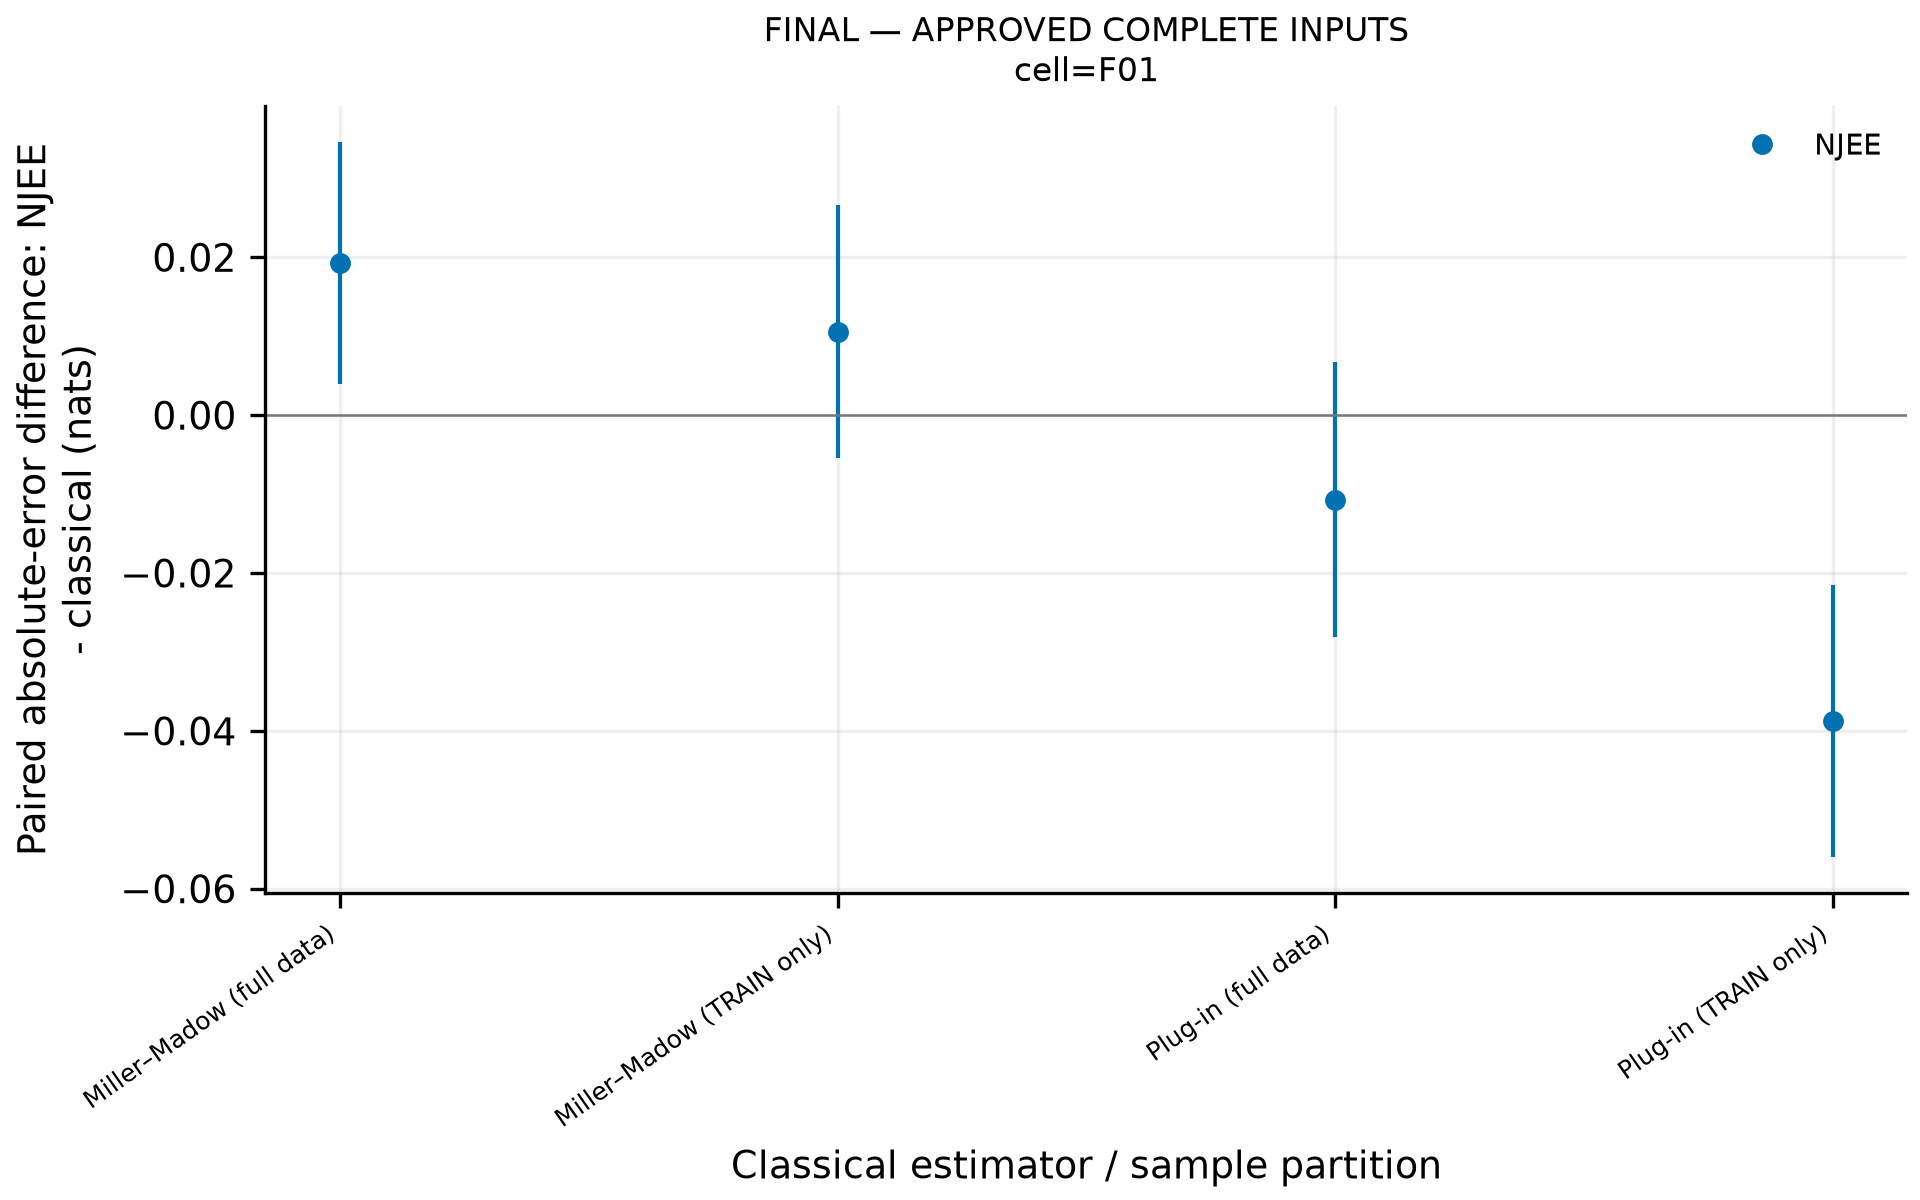 FINAL — APPROVED COMPLETE INPUTS
cell=F01
Paired absolute-error difference: NJEE
- classical (nats)
0.02
0.00
−0.02
−0.04
−0.06
NJEE
Miller–Madow (full data)
Miller–Madow (TRAIN only)
Plug-in (full data)
Plug-in (TRAIN only)
Classical estimator / sample partition